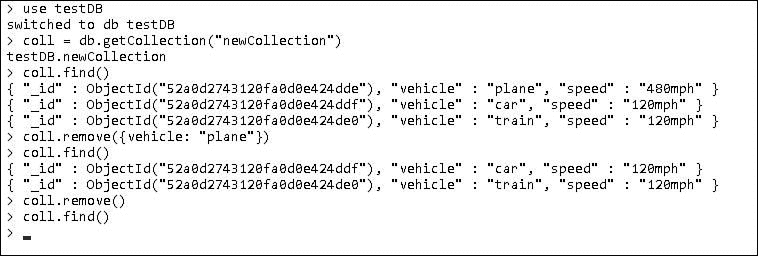 > use testDB
switched to db testDB
> coll = db.getCollection("newCollection")
testDB.newCollection
> coll.find()
{ "_id" : ObjectId("52a0d2743120fa0d0e424dde"), "vehicle" : "plane", "speed" : "480mph" }
{ "_id" : ObjectId("52a0d2743120fa0d0e424ddf"), "vehicle" : "car", "speed" : "120mph" }
{ "_id" : ObjectId("52a0d2743120fa0d0e424de0"), "vehicle" : "train", "speed" : "120mph" }
> coll.remove({vehicle: "plane"})
> coll.find()
{ "_id" : ObjectId("52a0d2743120fa0d0e424ddf"), "vehicle" : "car", "speed" : "120mph" }
{ "_id" : ObjectId("52a0d2743120fa0d0e424de0"), "vehicle" : "train", "speed" : "120mph" }
> coll.remove()
> coll.find()
>